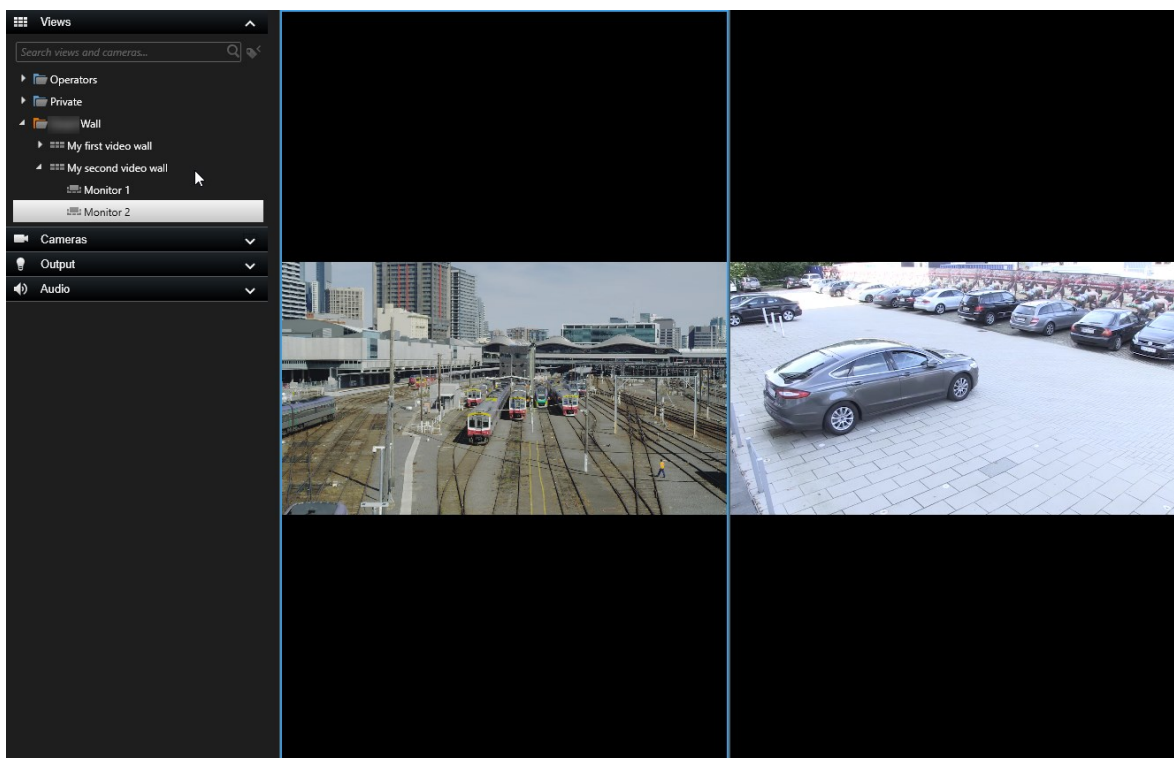 Views
Search views and cameras...
Operators
Private
Wall
My first video wall
My second video wall
Monitor 1
Monitor 2
Cameras
Output
Audio